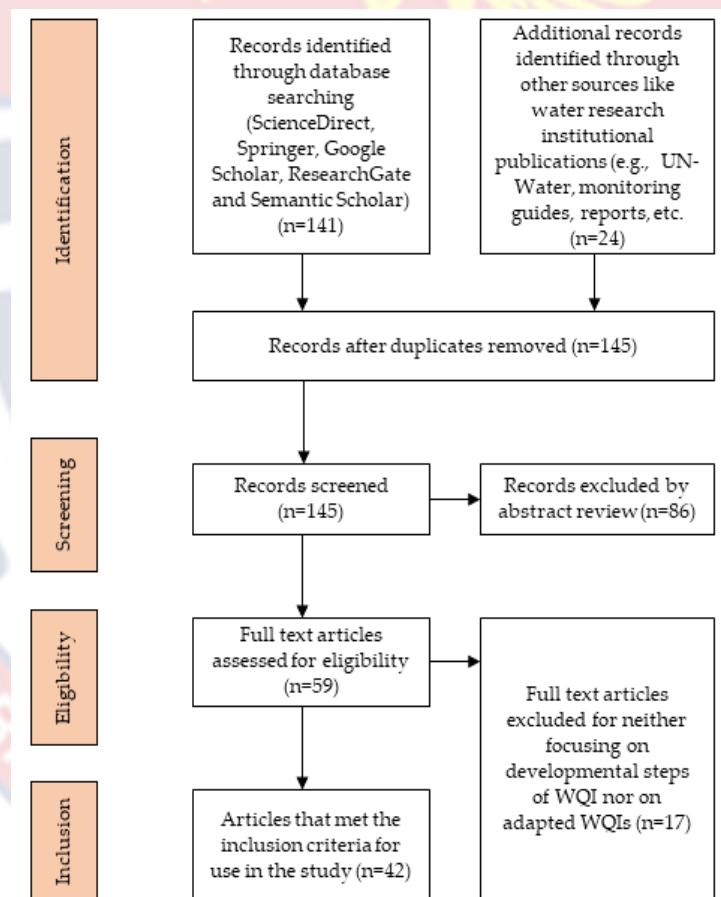 Identification
Records identified
through database
searching
(ScienceDirect,
Springer, Google
Scholar, ResearchGate
and Semantic Scholar)
(n=141)
Additional records
identified through
other sources like
water research
institutional
publications (e.g., UN-
Water, monitoring
guides, reports, etc.
(n=24)
Records after duplicates removed (n=145)
Screening
Records screened
(n=145)
Records excluded by
abstract review (n=86)
Eligibility
Full text articles
assessed for eligibility
(n=59)
Full text articles
excluded for neither
focusing on
developmental steps
of WQI nor on
adapted WQIs (n=17)
Inclusion
Articles that met the
inclusion criteria for
use in the study (n=42)